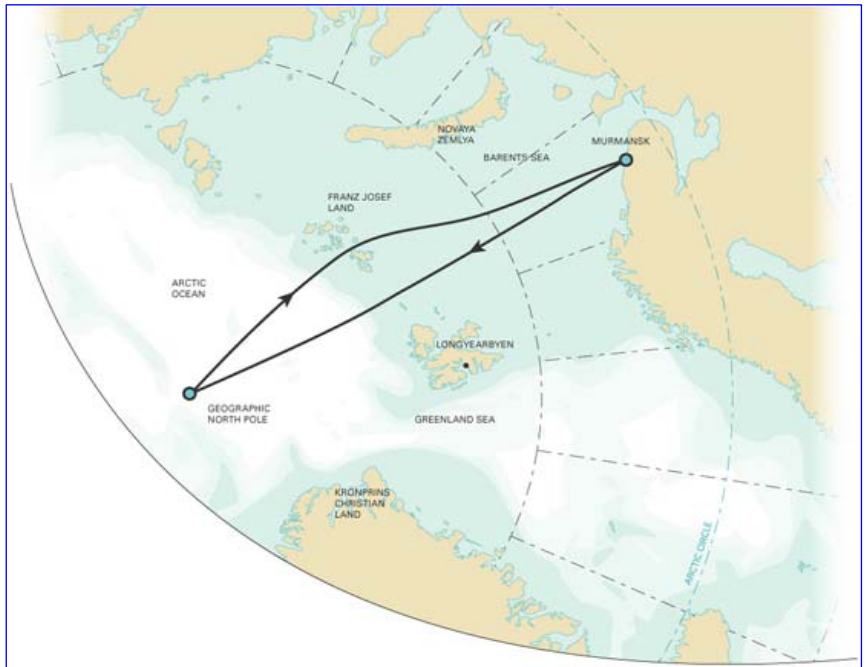 NOVAYA
ZEMLYA
MURMANSK
BARENTS SEA
FRANZ JOSEF
LAND
ARCTIC
OCEAN
LONGYEARBYEN
GEOGRAPHIC
NORTH POLE
GREENLAND SEA
KRONPRINS
CHRISTIAN
LAND
ARCTIC CIRCLE